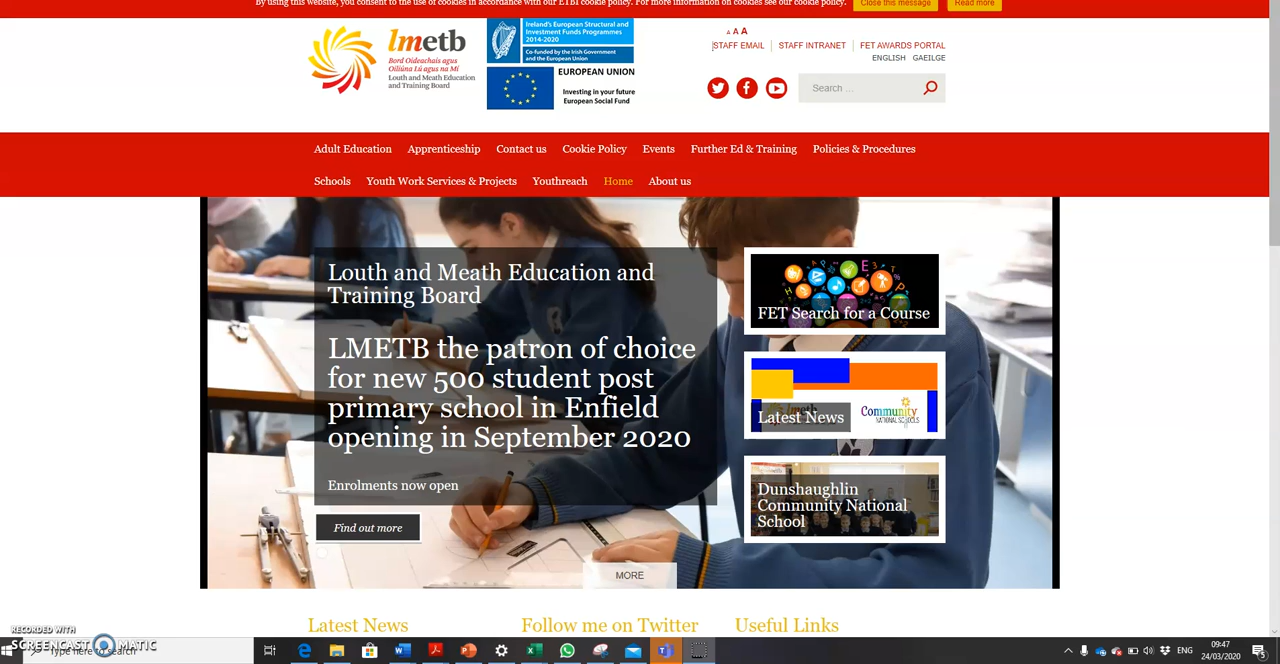 By using this website, you consent to the use of cookies in accordance with our ETBI cookie policy. For more information on cookies see our cookie policy. Close this message Read more
lmetb
Bord Oideachais agus
Oiliúna Lú agus na Mí
Louth and Meath Education
and Training Board
Ireland's European Structural and
Investment Funds Programmes
2014-2020
Co-funded by the Irish Government
and the European Union
EUROPEAN UNION
Investing in your future
European Social Fund
A A A
STAFF EMAIL STAFF INTRANET FET AWARDS PORTAL
ENGLISH GAEILGE
Search ...
Adult Education Apprenticeship Contact us Cookie Policy Events Further Ed & Training Policies & Procedures
Schools Youth Work Services & Projects Youthreach Home About us
Louth and Meath Education and
Training Board
LMETB the patron of choice
for new 500 student post
primary school in Enfield
opening in September 2020
Enrolments now open
Find out more
FET Search for a Course
Latest News
Community
NATIONAL SCHOOLS
Dunshaughlin
Community National
School
MORE
Latest News Follow me on Twitter Useful Links
RECORDED WITH
SCREENCAST MATIC
Type here to search
ENG
09:47
24/03/2020
5